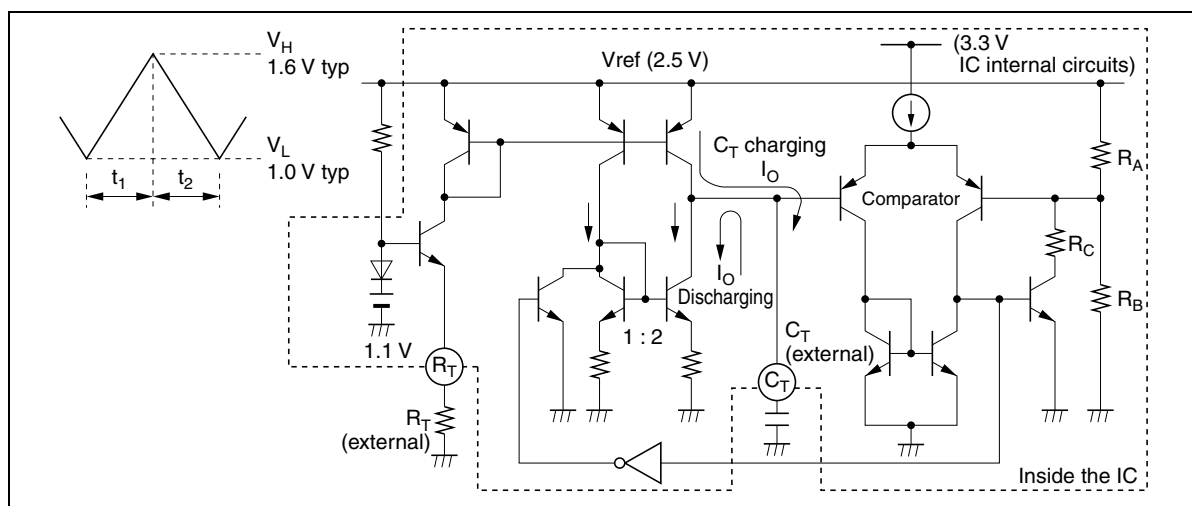 V_H
1.6 V typ
V_L
1.0 V typ
t_1
t_2
Vref (2.5 V)
(3.3 V
IC internal circuits)
C_T charging
I_O
Comparator
R_A
R_C
R_B
I_O
Discharging
1 : 2
1.1 V
R_T
R_T
(external)
C_T
(external)
C_T
Inside the IC